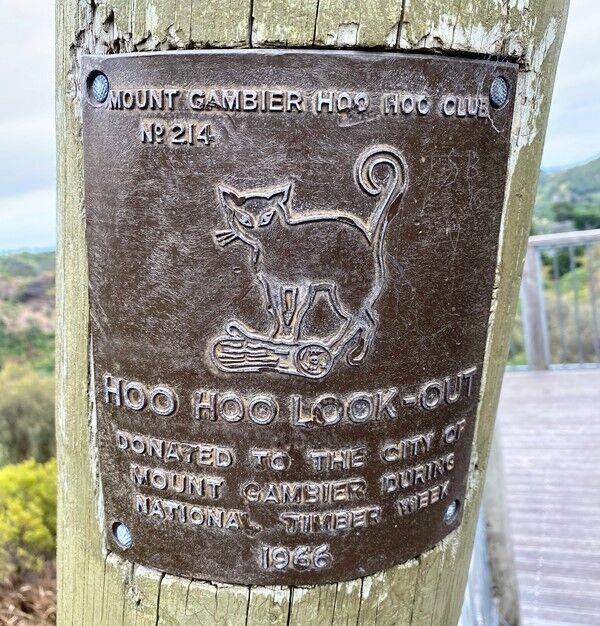 MOUNT GAMBIER HOO HOO CLUB
Nº 214
HOO HOO LOOK-OUT
DONATED TO THE CITY OF
MOUNT GAMBIER DURING
NATIONAL TIMBER WEEK
1966